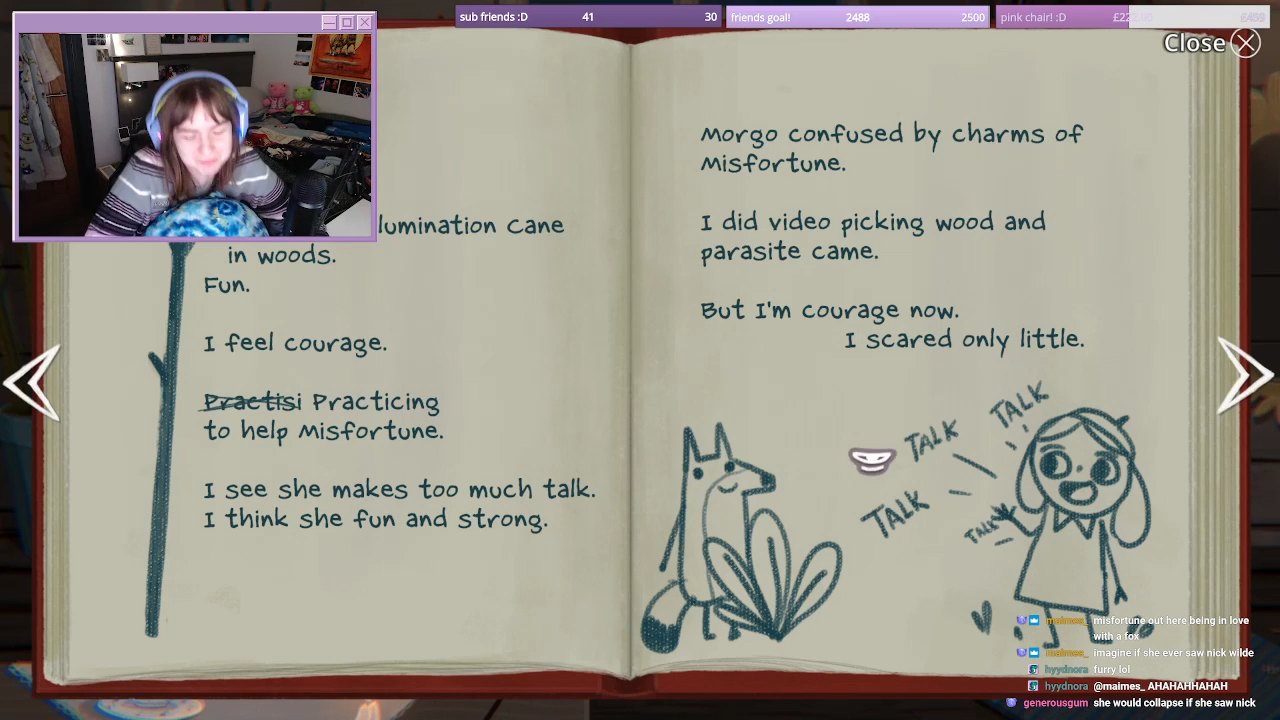 sub friends :D 41 30
friends goal! 2488 2500
pink chair! :D
Close
lumination cane
in woods.
Fun.
I feel courage.
Practisi Practicing
to help Misfortune.
I see she makes too much talk.
I think she fun and strong.
Morgo confused by charms of
Misfortune.
I did video picking wood and
parasite came.
But I'm courage now.
I scared only little.
TALK
TALK
TALK
TALK
maimes_ misfortune out here being in love
with a fox
maimes_ imagine if she ever saw nick wilde
hyydnora furry lol
hyydnora @maimes_ AHAHAHHAHAH
generousgum she would collapse if she saw nick